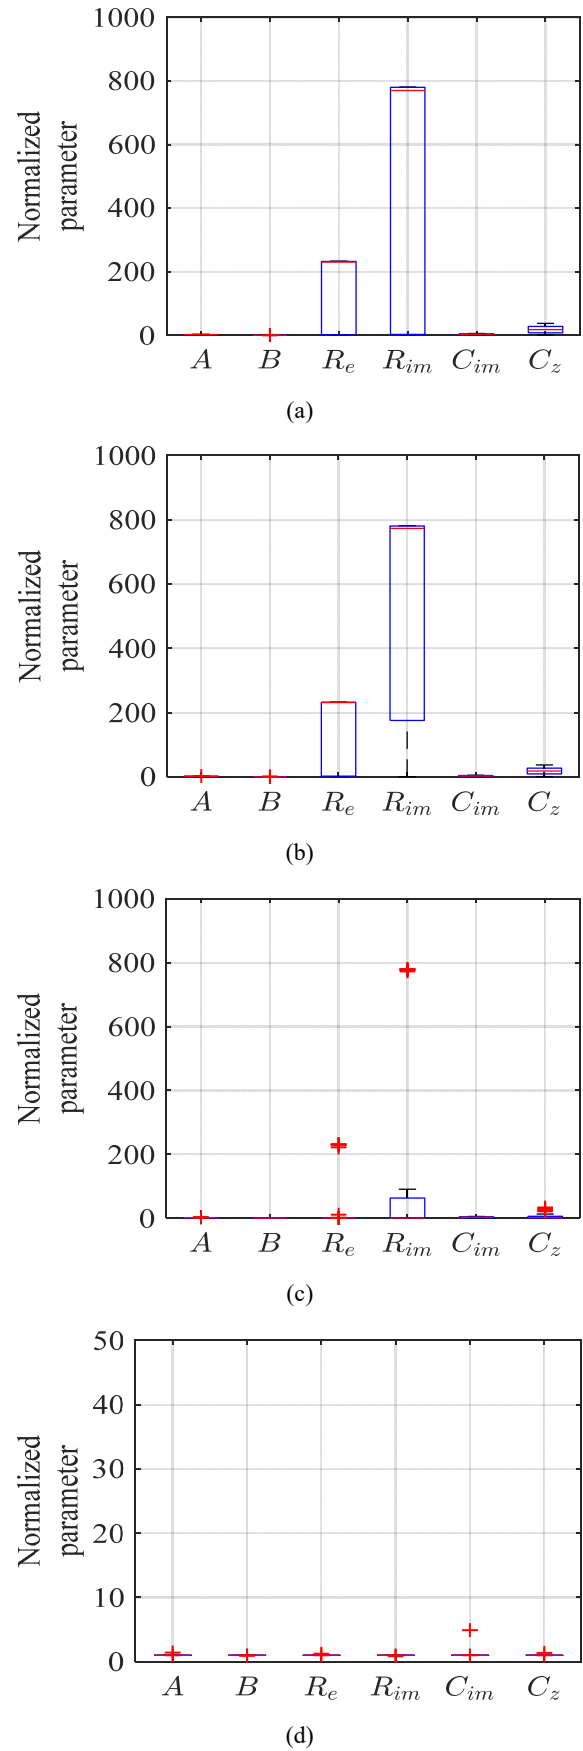 1000
800
600
400
200
0
Normalized
parameter
A B R_e R_im C_im C_z
(a)
1000
800
600
400
200
0
Normalized
parameter
A B R_e R_im C_im C_z
(b)
1000
800
600
400
200
0
Normalized
parameter
A B R_e R_im C_im C_z
(c)
50
40
30
20
10
0
Normalized
parameter
A B R_e R_im C_im C_z
(d)